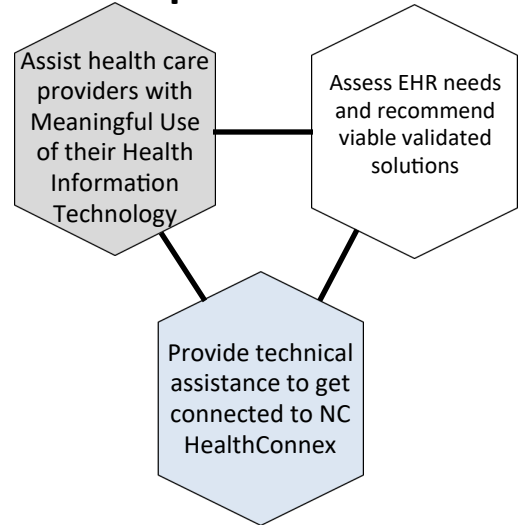 Assist health care
providers with
Meaningful Use
of their Health
Information
Technology
Assess EHR needs
and recommend
viable validated
solutions
Provide technical
assistance to get
connected to NC
HealthConnex